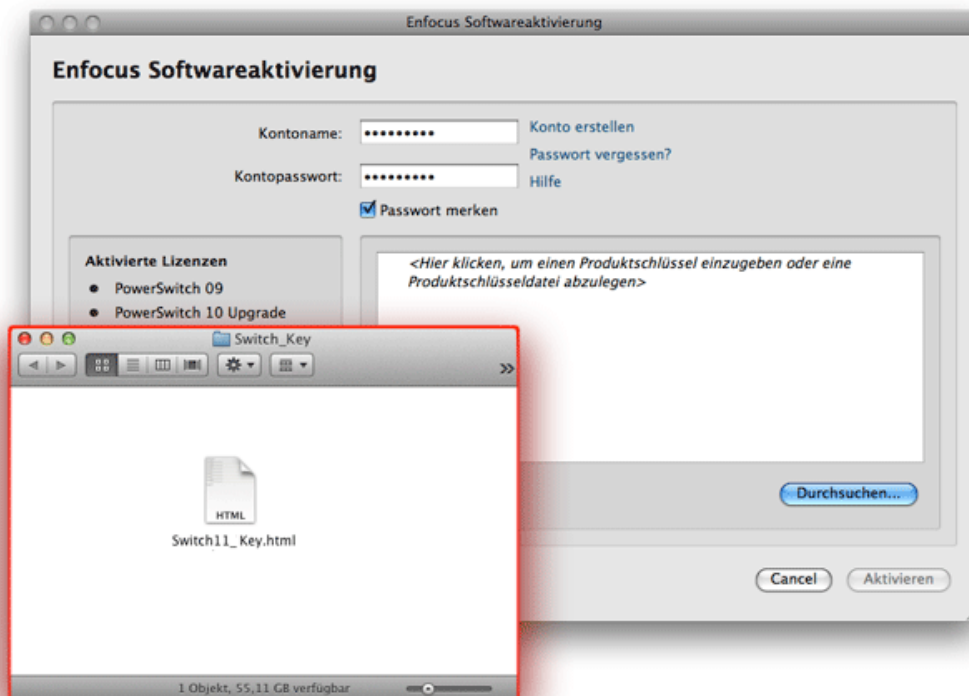 Enfocus Softwareaktivierung
Enfocus Softwareaktivierung
Kontoname:
•••••••••
Konto erstellen
Passwort vergessen?
Kontopasswort:
•••••••••
Hilfe
Passwort merken
Aktivierte Lizenzen
• PowerSwitch 09
• PowerSwitch 10 Upgrade
<Hier klicken, um einen Produktschlüssel einzugeben oder eine
Produktschlüsseldatei abzulegen>
Switch_Key
HTML
Switch11_Key.html
1 Objekt, 55,11 GB verfügbar
Durchsuchen...
Cancel
Aktivieren